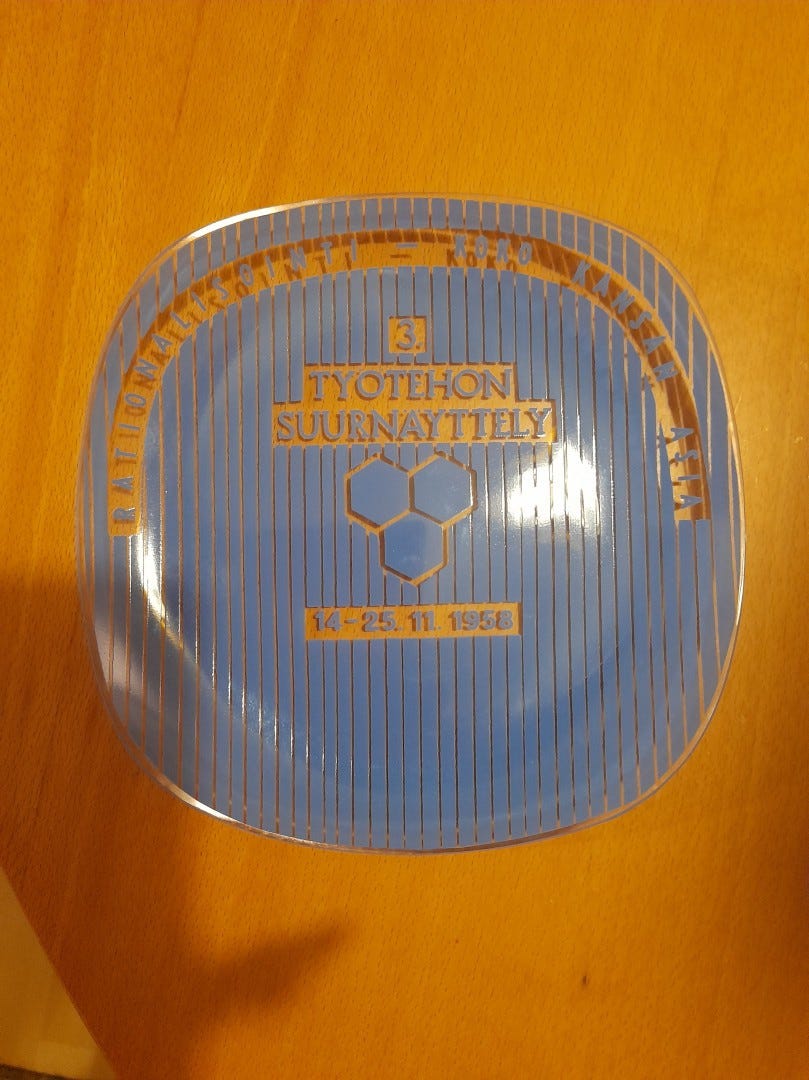 RATIONALISOINTI — KOKO KANSAN ASIA
3.
TYOTEHON
SUURNAYTTELY
14-25. 11. 1958